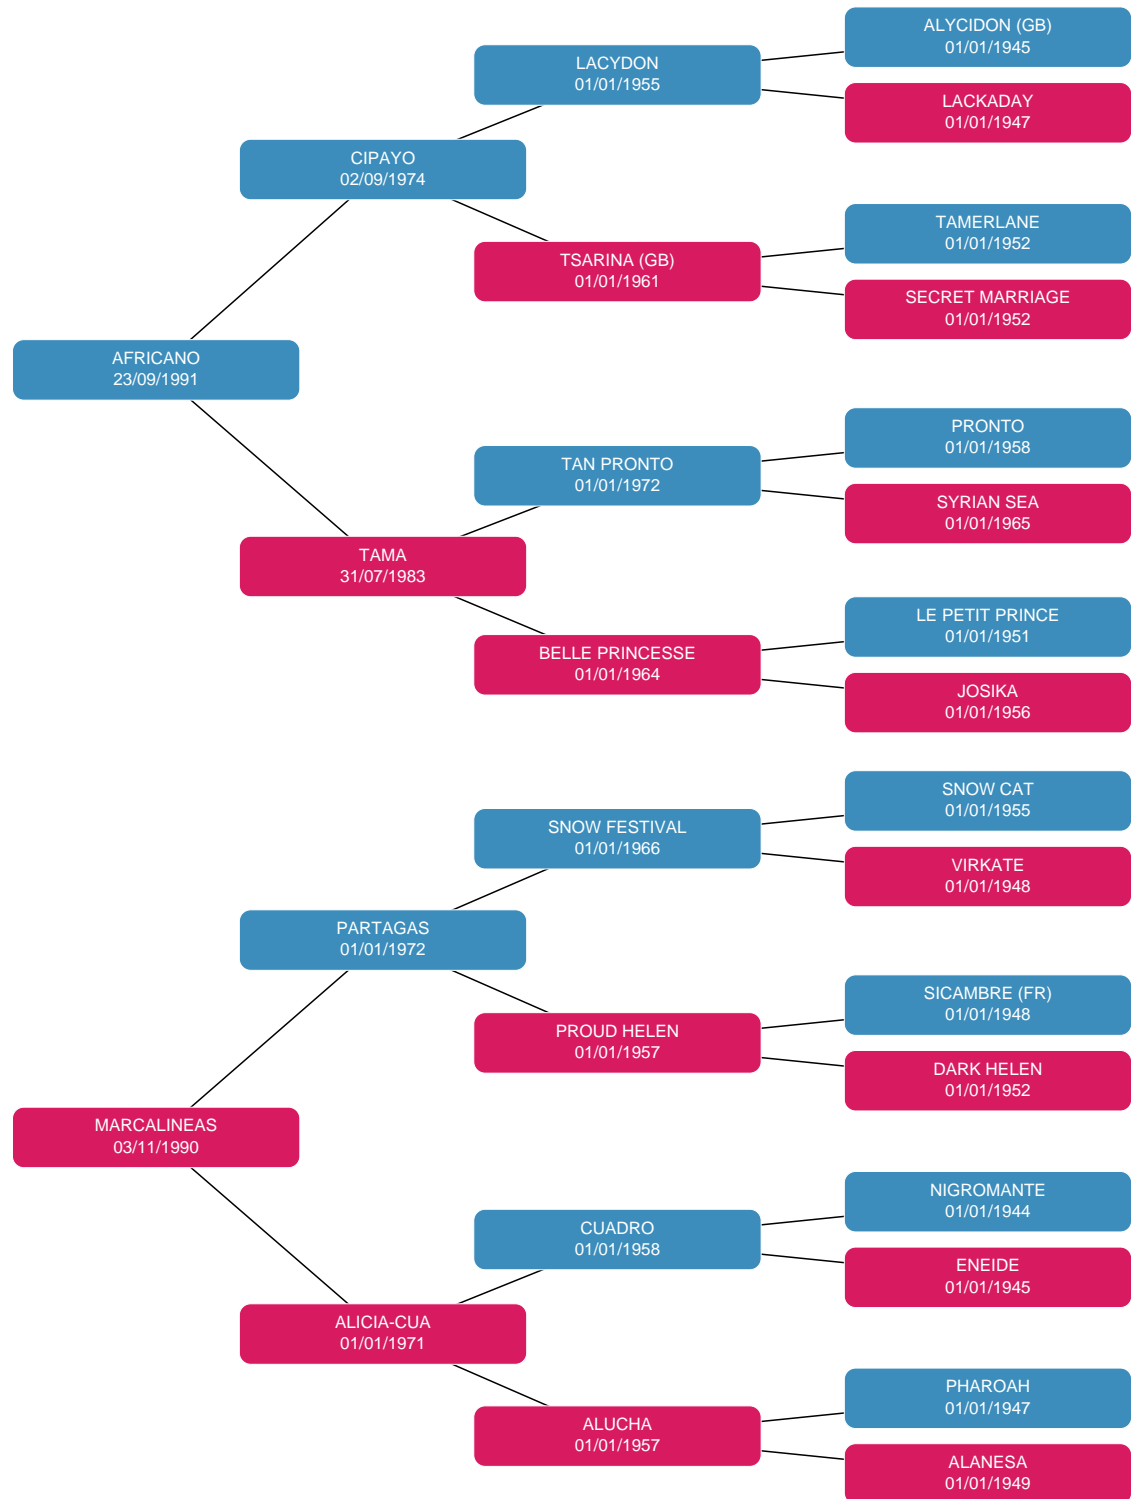 ALYCIDON (GB)
01/01/1945
LACYDON
01/01/1955
LACKADAY
01/01/1947
CIPAYO
02/09/1974
TAMERLANE
01/01/1952
TSARINA (GB)
01/01/1961
SECRET MARRIAGE
01/01/1952
AFRICANO
23/09/1991
PRONTO
01/01/1958
TAN PRONTO
01/01/1972
SYRIAN SEA
01/01/1965
TAMA
31/07/1983
LE PETIT PRINCE
01/01/1951
BELLE PRINCESSE
01/01/1964
JOSIKA
01/01/1956
SNOW CAT
01/01/1955
SNOW FESTIVAL
01/01/1966
VIRKATE
01/01/1948
PARTAGAS
01/01/1972
SICAMBRE (FR)
01/01/1948
PROUD HELEN
01/01/1957
DARK HELEN
01/01/1952
MARCALINEAS
03/11/1990
NIGROMANTE
01/01/1944
CUADRO
01/01/1958
ENEIDE
01/01/1945
ALICIA-CUA
01/01/1971
PHAROAH
01/01/1947
ALUCHA
01/01/1957
ALANESA
01/01/1949